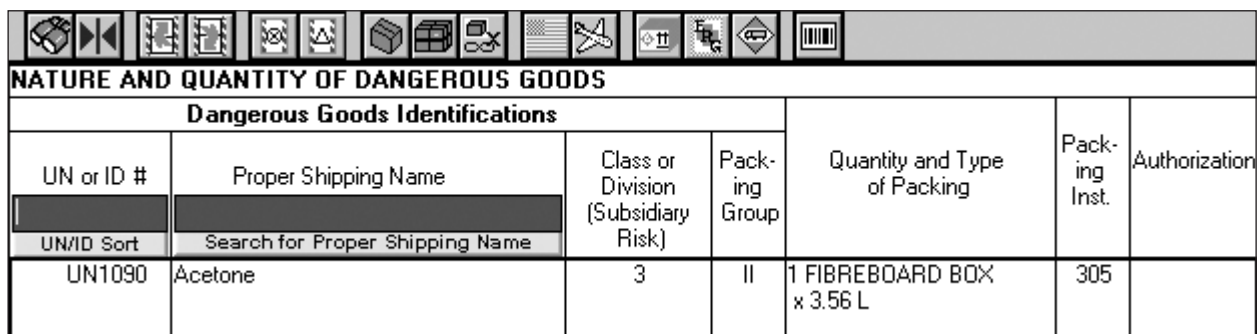 ERG
NATURE AND QUANTITY OF DANGEROUS GOODS
Dangerous Goods Identifications
UN or ID #
UN/ID Sort
Proper Shipping Name
Search for Proper Shipping Name
Class or
Division
(Subsidiary
Risk)
Pack-
ing
Group
Quantity and Type
of Packing
Pack-
ing
Inst.
Authorization
UN1090 Acetone 3 II 1 FIBREBOARD BOX 305
x 3.56 L